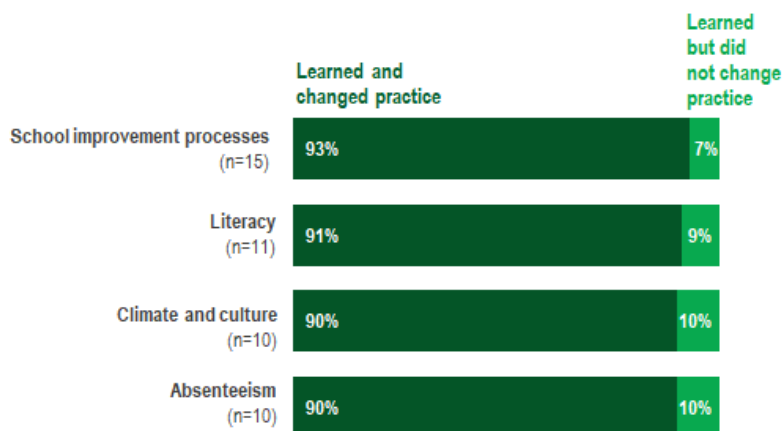 Learned and
changed practice
Learned
but did
not change
practice
School improvement processes
(n=15)
93%
7%
Literacy
(n=11)
91%
9%
Climate and culture
(n=10)
90%
10%
Absenteeism
(n=10)
90%
10%